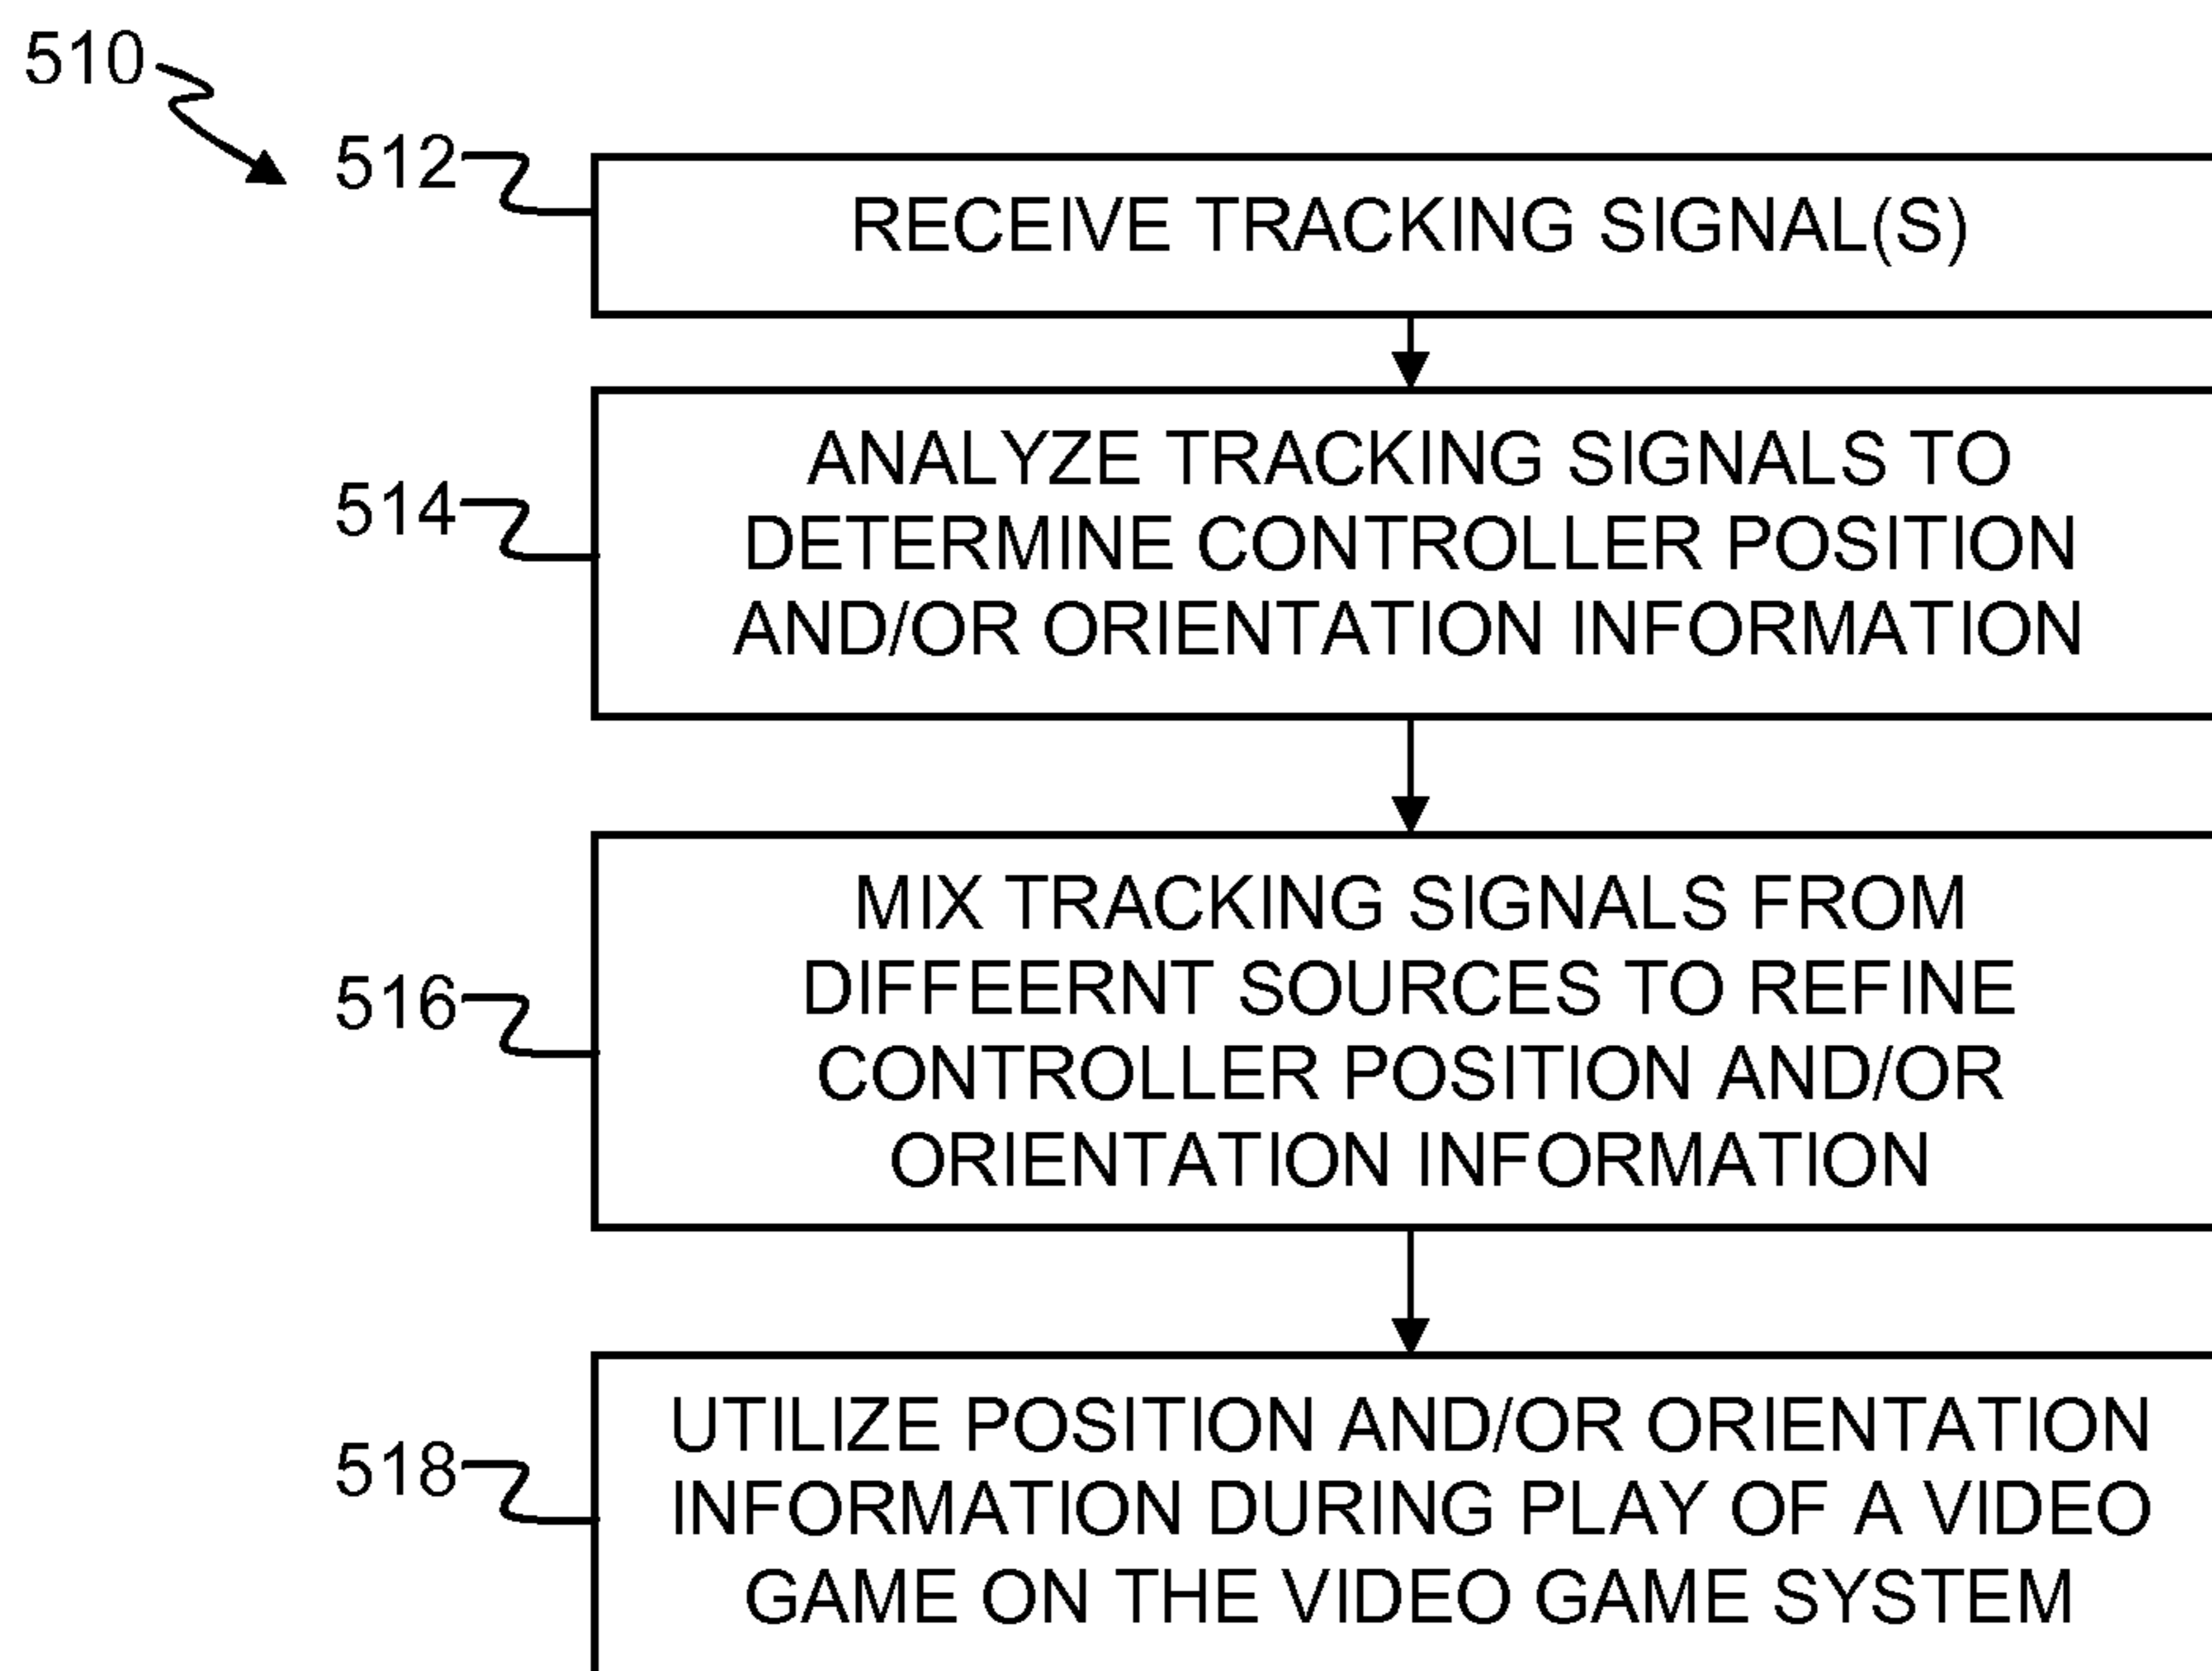 510
512
RECEIVE TRACKING SIGNAL(S)
514
ANALYZE TRACKING SIGNALS TO
DETERMINE CONTROLLER POSITION
AND/OR ORIENTATION INFORMATION
516
MIX TRACKING SIGNALS FROM
DIFFEERNT SOURCES TO REFINE
CONTROLLER POSITION AND/OR
ORIENTATION INFORMATION
518
UTILIZE POSITION AND/OR ORIENTATION
INFORMATION DURING PLAY OF A VIDEO
GAME ON THE VIDEO GAME SYSTEM